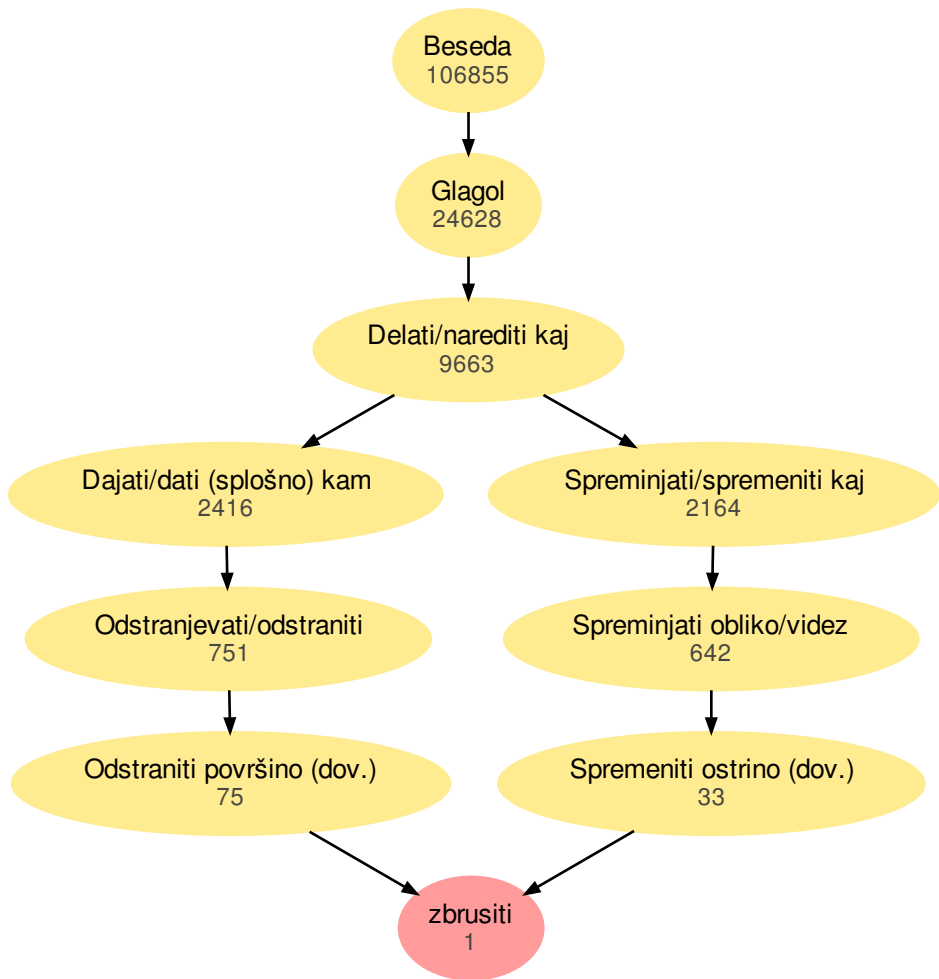 Beseda
106855
Glagol
24628
Delati/narediti kaj
9663
Dajati/dati (splošno) kam
2416
Spreminjati/spremeniti kaj
2164
Odstranjevati/odstraniti
751
Spreminjati obliko/videz
642
Odstraniti površino (dov.)
75
Spremeniti ostrino (dov.)
33
zbrusiti
1